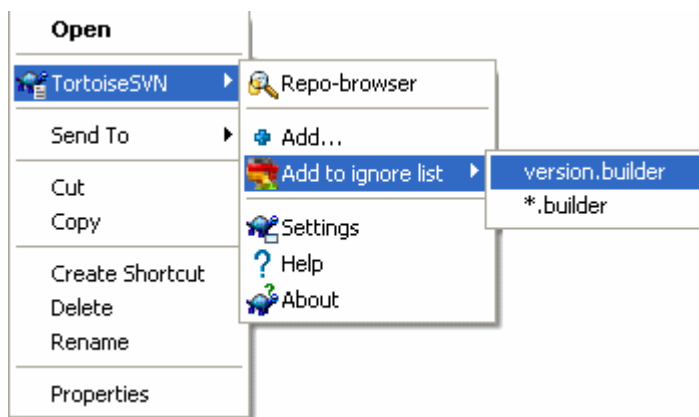 Open
TortoiseSVN
Send To
Cut
Copy
Create Shortcut
Delete
Rename
Properties
Repo-browser
Add...
Add to ignore list
Settings
Help
About
version.builder
*.builder